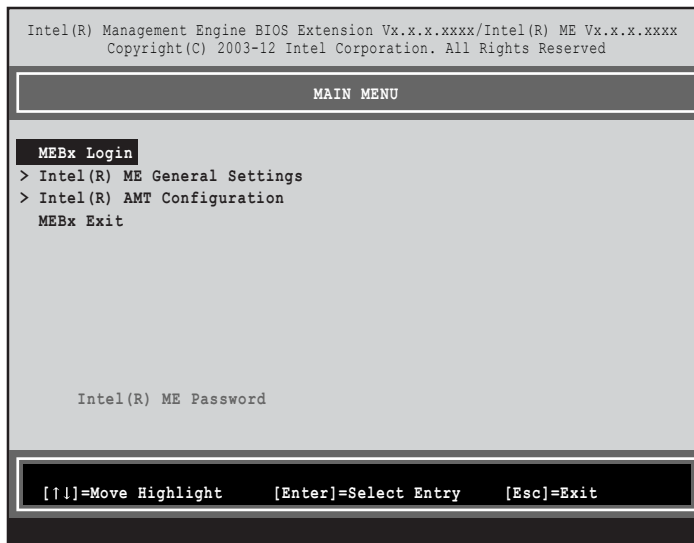 Intel(R) Management Engine BIOS Extension Vx.x.x.xxxx/Intel(R) ME Vx.x.x.xxxx
Copyright(C) 2003-12 Intel Corporation. All Rights Reserved
MAIN MENU
MEBx Login
> Intel(R) ME General Settings
> Intel(R) AMT Configuration
MEBx Exit
Intel(R) ME Password
[↑↓]=Move Highlight [Enter]=Select Entry [Esc]=Exit